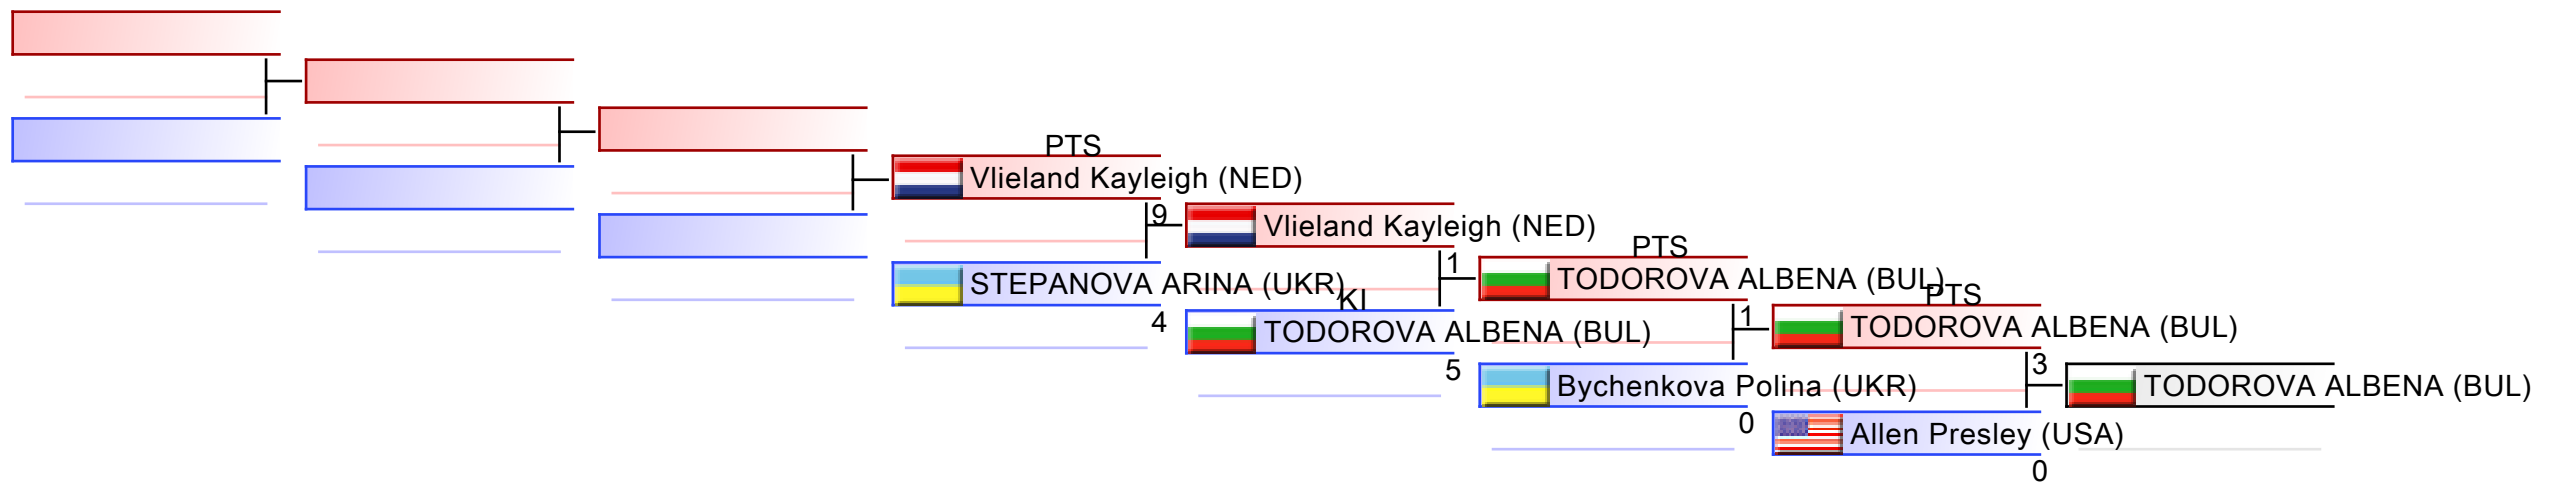 PTS
Vlieland Kayleigh (NED)
9
Vlieland Kayleigh (NED)
STEPANOVA ARINA (UKR)
4
KI
1
TODOROVA ALBENA (BUL)
5
PTS
TODOROVA ALBENA (BUL)
1
Bychenkova Polina (UKR)
0
PTS
TODOROVA ALBENA (BUL)
3
Allen Presley (USA)
0
TODOROVA ALBENA (BUL)